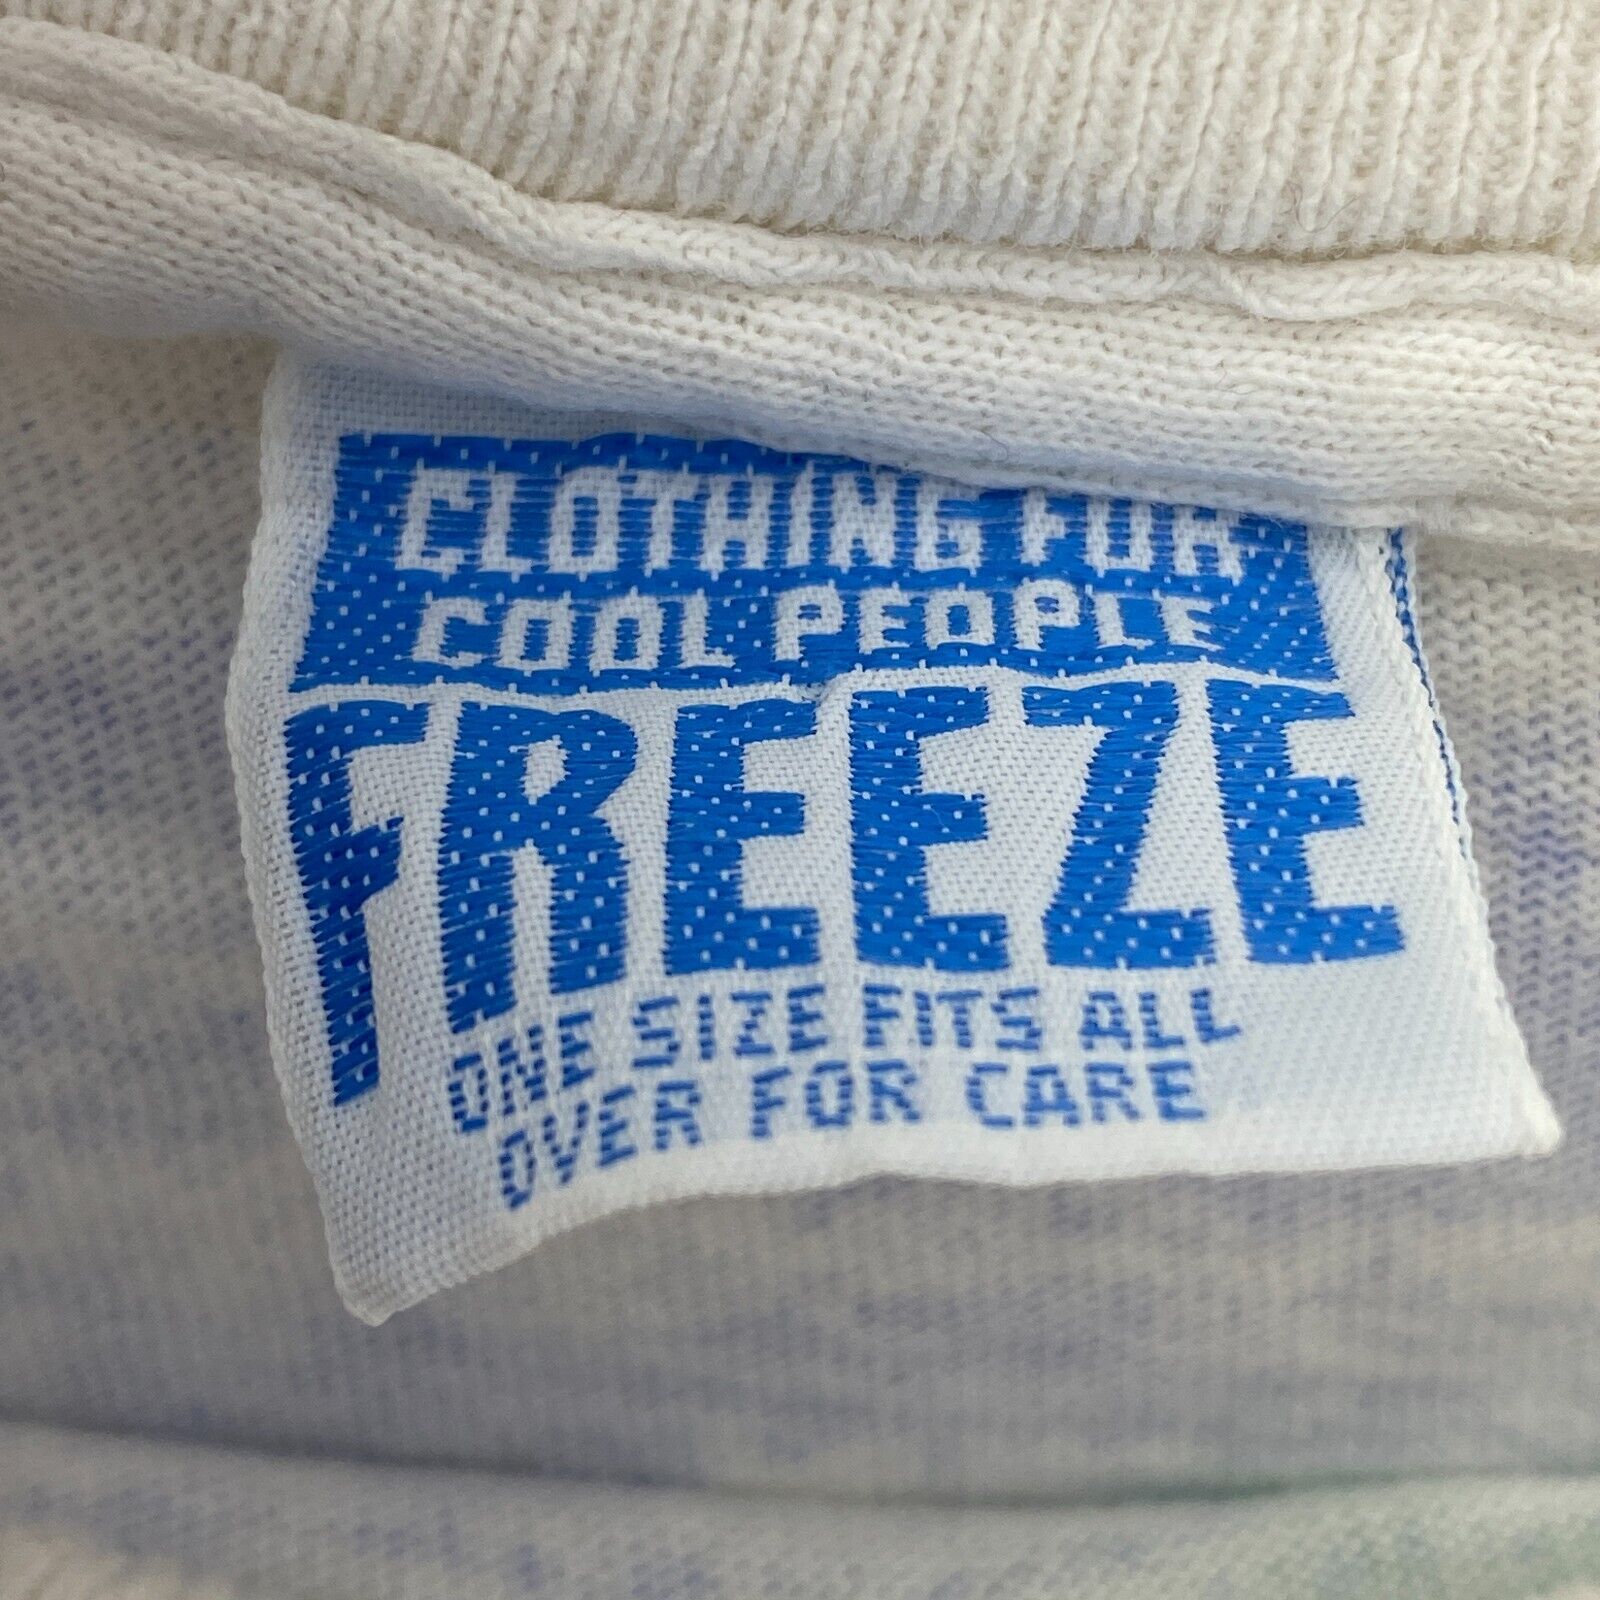 CLOTHING FOR
COOL PEOPLE
FREEZE
ONE SIZE FITS ALL
OVER FOR CARE